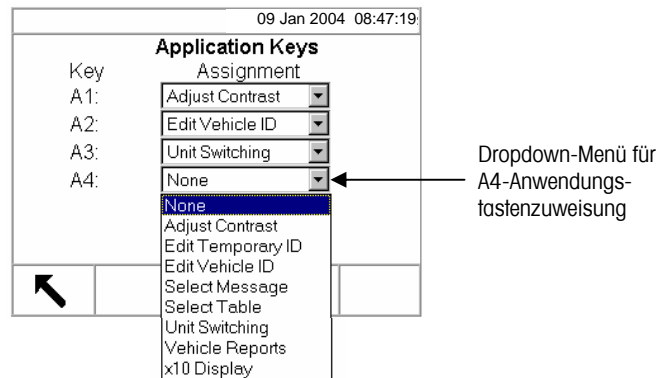 09 Jan 2004 08:47:19
Application Keys
Key Assignment
A1: Adjust Contrast
A2: Edit Vehicle ID
A3: Unit Switching
A4: None
None
Adjust Contrast
Edit Temporary ID
Edit Vehicle ID
Select Message
Select Table
Unit Switching
Vehicle Reports
x10 Display
Dropdown-Menü für
A4-Anwendungs-
tastenzuweisung